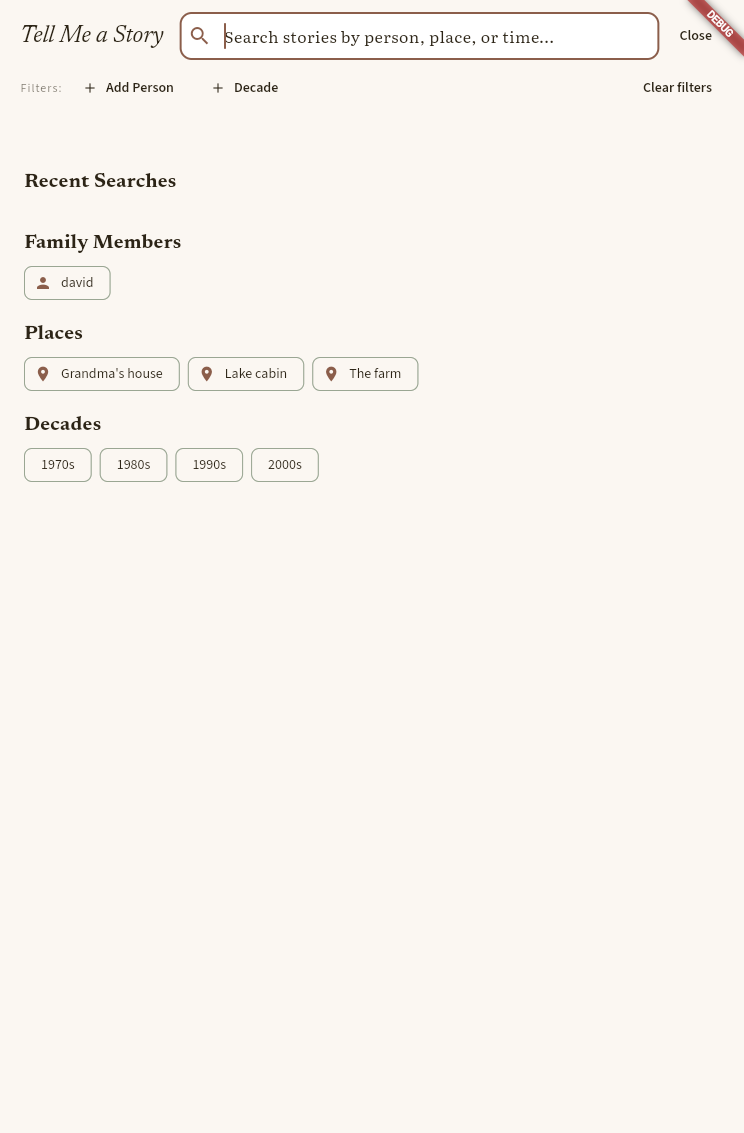 Tell Me a Story
Search stories by person, place, or time...
Close
DEBUG
Filters:
Add Person
Decade
Clear filters
Recent Searches
Family Members
david
Places
Grandma's house
Lake cabin
The farm
Decades
1970s
1980s
1990s
2000s